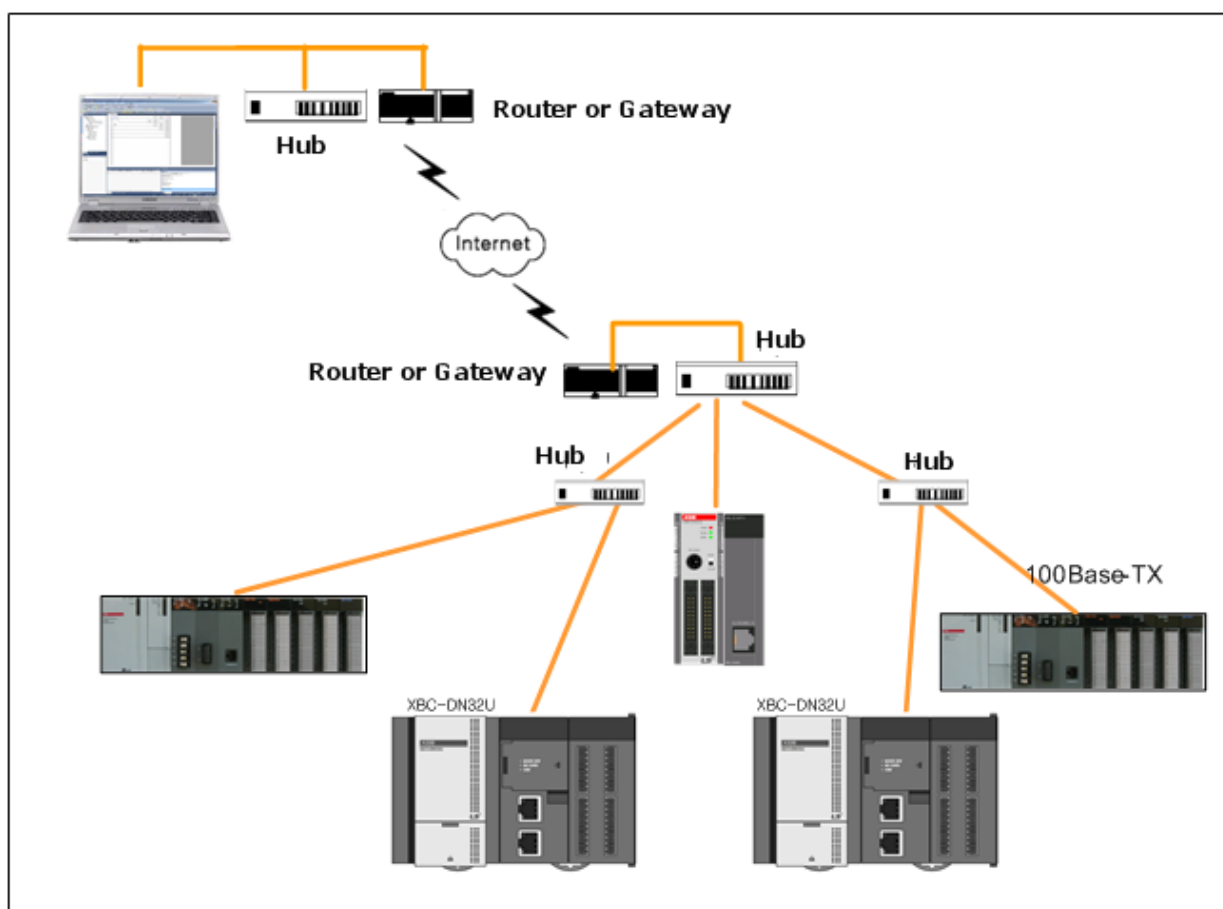 Router or Gateway
Hub
Internet
Hub
Router or Gateway
Hub
Hub
100Base-TX
XBC-DN32U
XBC-DN32U